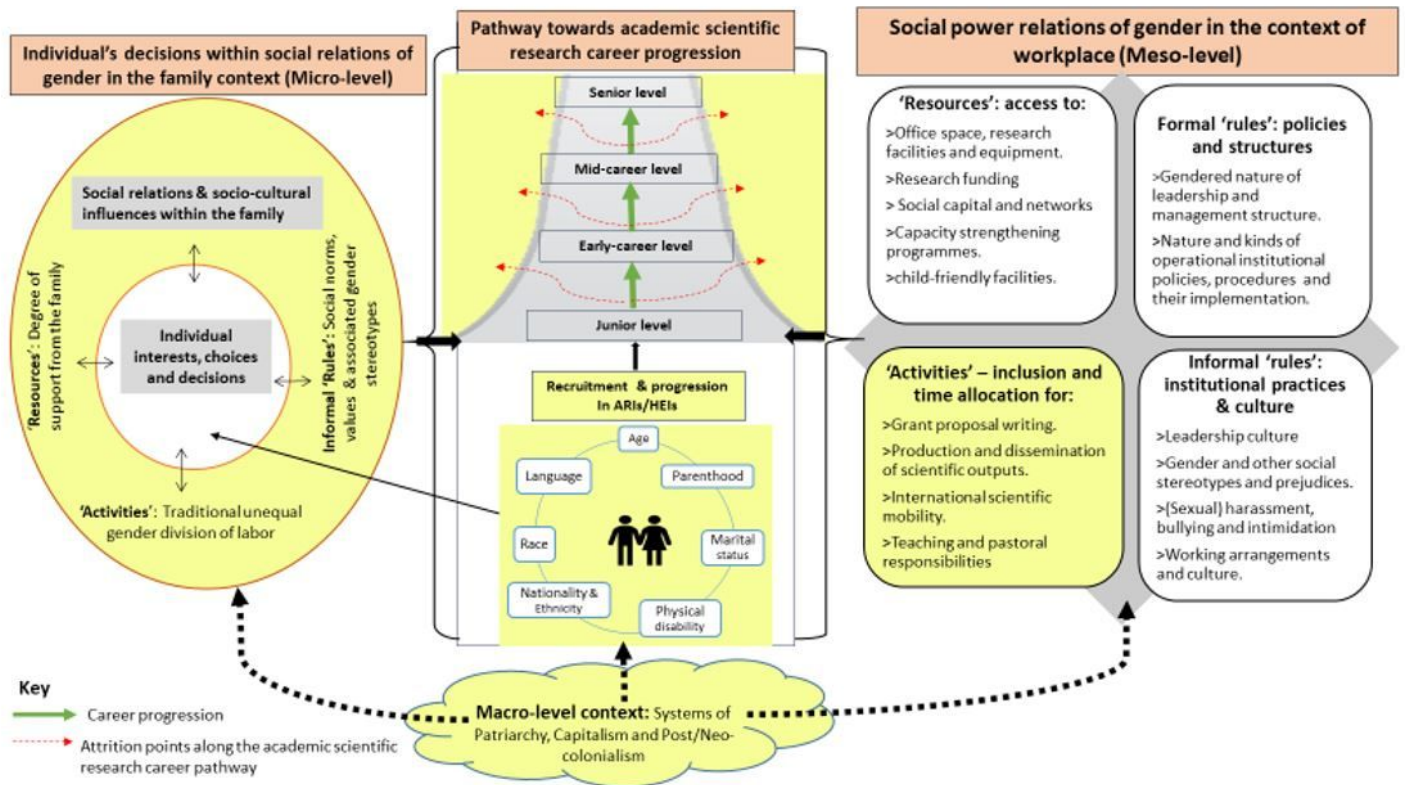 Individual's decisions within social relations of
gender in the family context (Micro-level)
Social relations & socio-cultural
influences within the family
'Resources': Degree of
support from the family
Individual
interests, choices
and decisions
Informal 'Rules': Social norms,
values & associated gender
stereotypes
'Activities': Traditional unequal
gender division of labor
Pathway towards academic scientific
research career progression
Senior level
Mid-career level
Early-career level
Junior level
Recruitment & progression
In ARIs/HEIs
Age
Language
Parenthood
Race
Marital
status
Nationality &
Ethnicity
Physical
disability
Social power relations of gender in the context of
workplace (Meso-level)
'Resources': access to:
>Office space, research
facilities and equipment.
>Research funding
> Social capital and networks
>Capacity strengthening
programmes.
>child-friendly facilities.
Formal 'rules': policies
and structures
>Gendered nature of
leadership and
management structure.
>Nature and kinds of
operational institutional
policies, procedures and
their implementation.
'Activities' – inclusion and
time allocation for:
>Grant proposal writing.
>Production and dissemination
of scientific outputs.
>International scientific
mobility.
>Teaching and pastoral
responsibilities
Informal 'rules':
institutional practices
& culture
>Leadership culture
>Gender and other social
stereotypes and prejudices.
>(Sexual) harassment,
bullying and intimidation
>Working arrangements
and culture.
Macro-level context: Systems of
Patriarchy, Capitalism and Post/Neo-
colonialism
Key
Career progression
Attrition points along the academic scientific
research career pathway